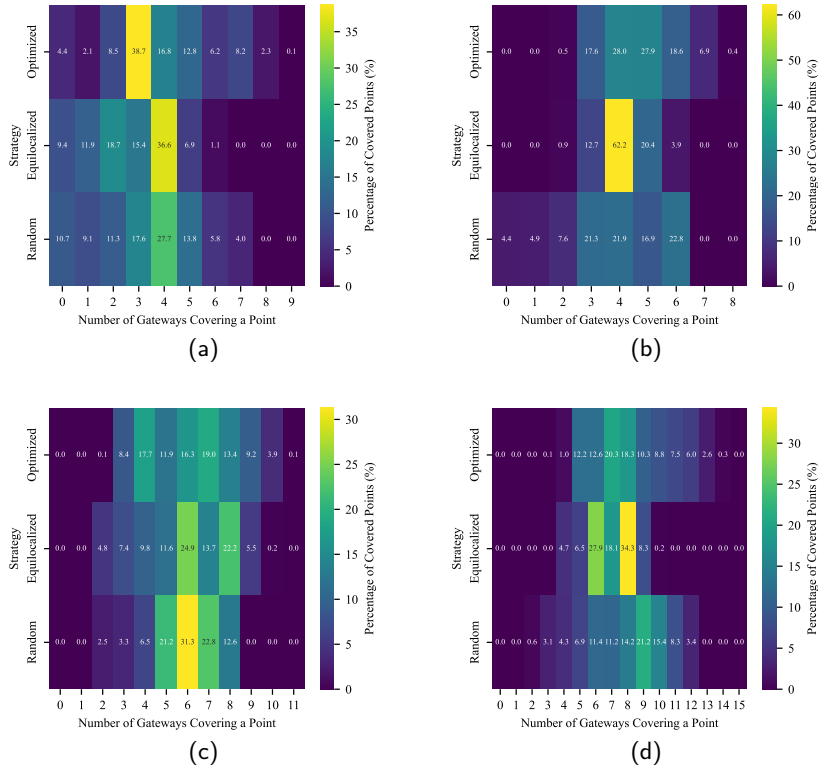 Optimized 4.4 2.1 8.5 38.7 16.8 12.8 6.2 8.2 2.3 0.1
Equilocalized 9.4 11.9 18.7 15.4 36.6 6.9 1.1 0.0 0.0 0.0
Random 10.7 9.1 11.3 17.6 27.7 13.8 5.8 4.0 0.0 0.0
Strategy
0 1 2 3 4 5 6 7 8 9
Number of Gateways Covering a Point
35
30
25
20
15
10
5
0
Percentage of Covered Points (%)
(a)
Optimized 0.0 0.0 0.5 17.6 28.0 27.9 18.6 6.9 0.4
Equilocalized 0.0 0.0 0.9 12.7 62.2 20.4 3.9 0.0 0.0
Random 4.4 4.9 7.6 21.3 21.9 16.9 22.8 0.0 0.0
Strategy
0 1 2 3 4 5 6 7 8
Number of Gateways Covering a Point
60
50
40
30
20
10
0
Percentage of Covered Points (%)
(b)
Optimized 0.0 0.0 0.1 8.4 17.7 11.9 16.3 19.0 13.4 9.2 3.9 0.1
Equilocalized 0.0 0.0 4.8 7.4 9.8 11.6 24.9 13.7 22.2 5.5 0.2 0.0
Random 0.0 0.0 2.5 3.3 6.5 21.2 31.3 22.8 12.6 0.0 0.0 0.0
Strategy
0 1 2 3 4 5 6 7 8 9 10 11
Number of Gateways Covering a Point
30
25
20
15
10
5
0
Percentage of Covered Points (%)
(c)
Optimized 0.0 0.0 0.0 0.1 1.0 12.2 12.6 20.3 18.3 10.3 8.8 7.5 6.0 2.6 0.3 0.0
Equilocalized 0.0 0.0 0.0 0.0 4.7 6.5 27.9 18.1 34.3 8.3 0.2 0.0 0.0 0.0 0.0 0.0
Random 0.0 0.0 0.6 3.1 4.3 6.9 11.4 11.2 14.2 21.2 15.4 8.3 3.4 0.0 0.0 0.0
Strategy
0 1 2 3 4 5 6 7 8 9 10 11 12 13 14 15
Number of Gateways Covering a Point
30
25
20
15
10
5
0
Percentage of Covered Points (%)
(d)